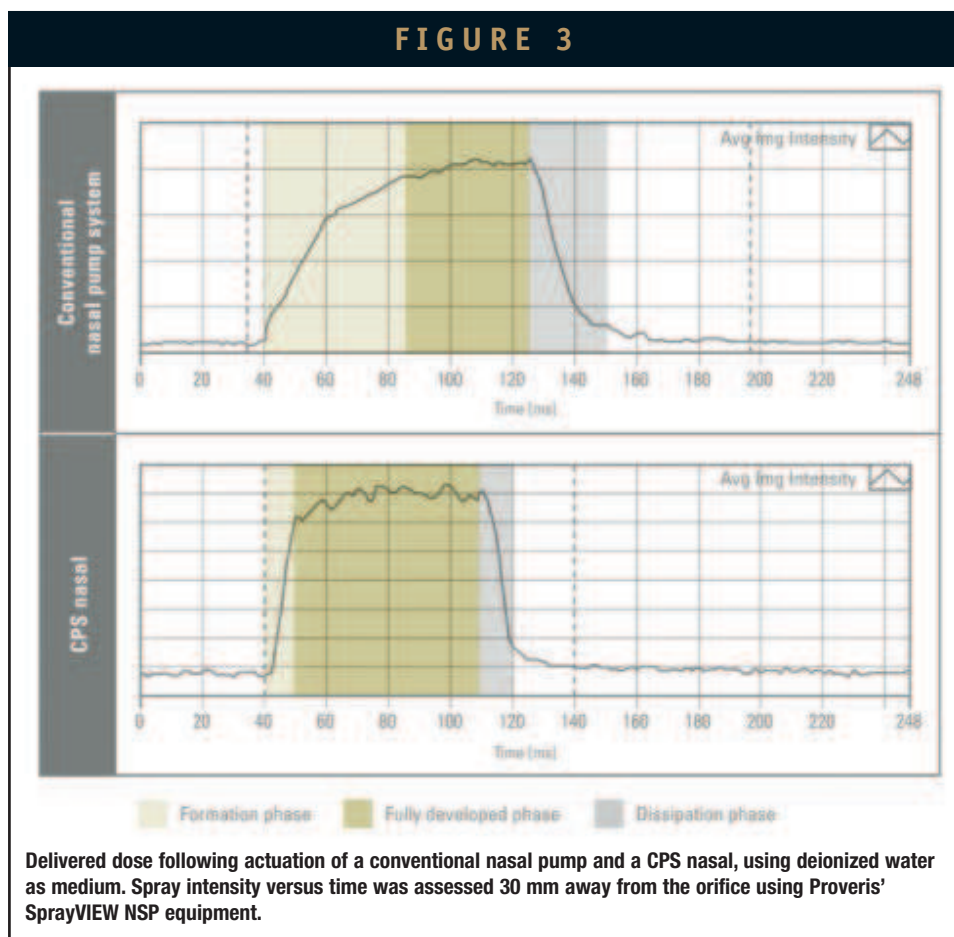 FIGURE 3
Conventional
nasal pump system
Avg Img Intensity
0 20 40 60 80 100 120 140 160 180 200 220 248
Time [ms]
CPS nasal
Avg Img Intensity
0 20 40 60 80 100 120 140 160 180 200 220 248
Time [ms]
Formation phase Fully developed phase Dissipation phase
Delivered dose following actuation of a conventional nasal pump and a CPS nasal, using deionized water
as medium. Spray intensity versus time was assessed 30 mm away from the orifice using Proveris’
SprayVIEW NSP equipment.